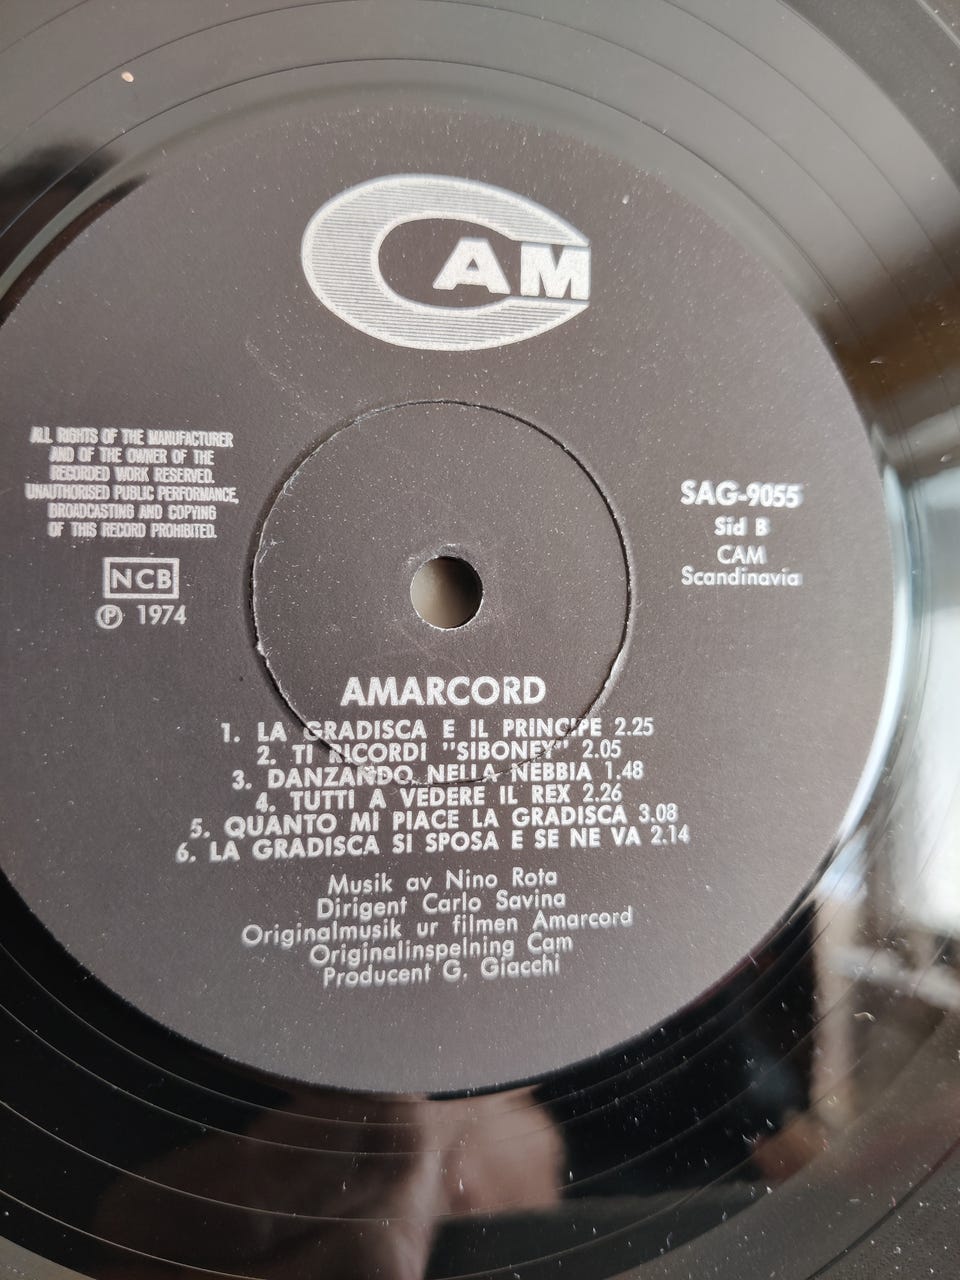 CAM
ALL RIGHTS OF THE MANUFACTURER
AND OF THE OWNER OF THE
RECORDED WORK RESERVED.
UNAUTHORISED PUBLIC PERFORMANCE,
BROADCASTING AND COPYING
OF THIS RECORD PROHIBITED.
NCB
Ⓟ 1974
SAG-9055
Sid B
CAM
Scandinavia
AMARCORD
1. LA GRADISCA E IL PRINCIPE 2.25
2. TI RICORDI "SIBONEY" 2.05
3. DANZANDO NELLA NEBBIA 1.48
4. TUTTI A VEDERE IL REX 2.26
5. QUANTO MI PIACE LA GRADISCA 3.08
6. LA GRADISCA SI SPOSA E SE NE VA 2.14
Musik av Nino Rota
Dirigent Carlo Savina
Originalmusik ur filmen Amarcord
Originalinspelning Cam
Producent G. Giacchi